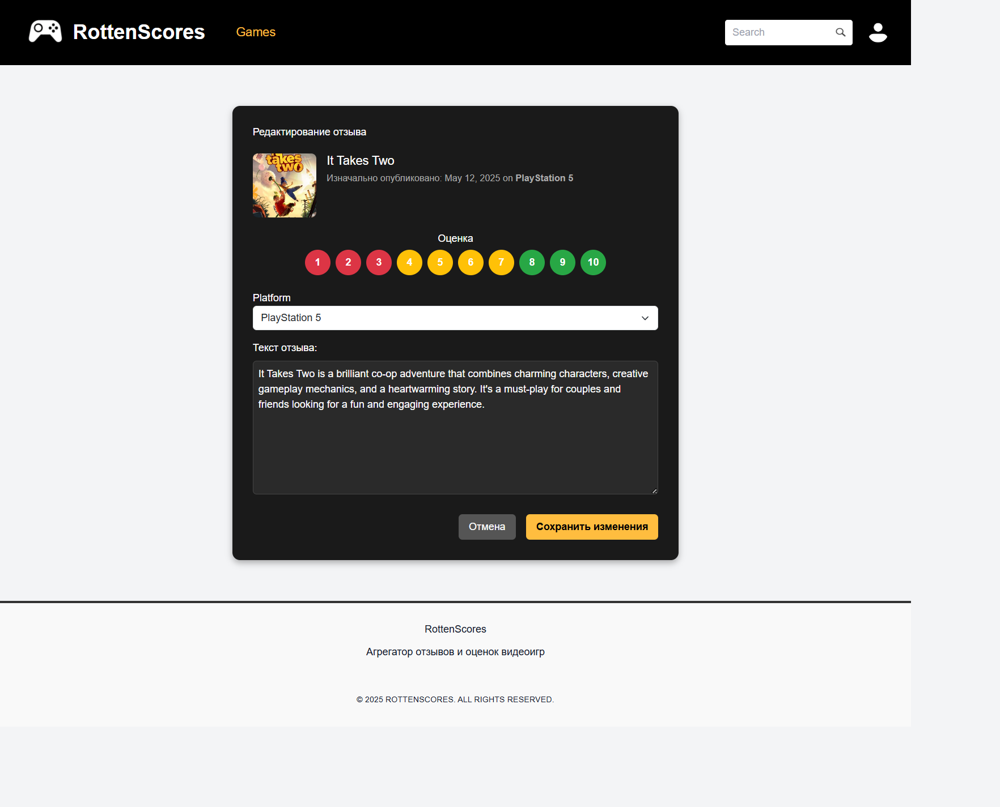 RottenScores
Games
Search
Редактирование отзыва
takes
two
It Takes Two
Изначально опубликовано: May 12, 2025 on PlayStation 5
Оценка
1 2 3 4 5 6 7 8 9 10
Platform
PlayStation 5
Текст отзыва:
It Takes Two is a brilliant co-op adventure that combines charming characters, creative
gameplay mechanics, and a heartwarming story. It's a must-play for couples and
friends looking for a fun and engaging experience.
Отмена
Сохранить изменения
RottenScores
Агрегатор отзывов и оценок видеоигр
© 2025 ROTTENSCORES. ALL RIGHTS RESERVED.